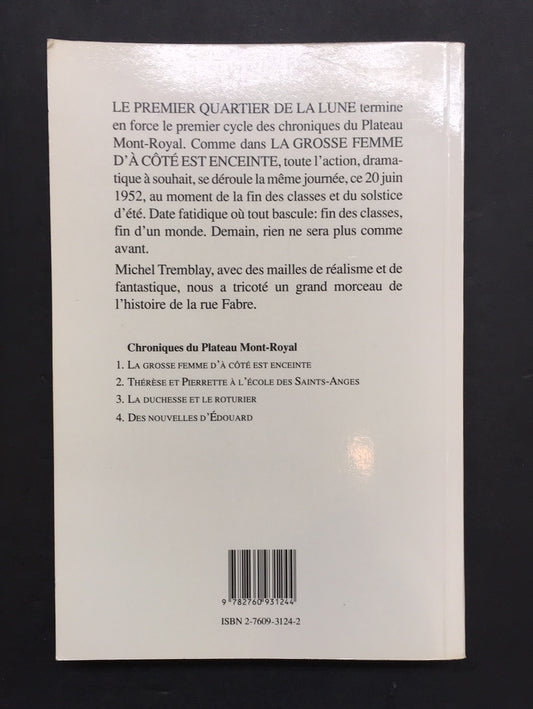 LE PREMIER QUARTIER DE LA LUNE termine
en force le premier cycle des chroniques du Plateau
Mont-Royal. Comme dans LA GROSSE FEMME
D'À CÔTÉ EST ENCEINTE, toute l'action, drama-
tique à souhait, se déroule la même journée, ce 20 juin
1952, au moment de la fin des classes et du solstice
d'été. Date fatidique où tout bascule: fin des classes,
fin d'un monde. Demain, rien ne sera plus comme
avant.
Michel Tremblay, avec des mailles de réalisme et de
fantastique, nous a tricoté un grand morceau de
l'histoire de la rue Fabre.
Chroniques du Plateau Mont-Royal
1. LA GROSSE FEMME D'À CÔTÉ EST ENCEINTE
2. THÉRÈSE ET PIERRETTE À L'ÉCOLE DES SAINTS-ANGES
3. LA DUCHESSE ET LE ROTURIER
4. DES NOUVELLES D'ÉDOUARD
9 782760 931244
ISBN 2-7609-3124-2